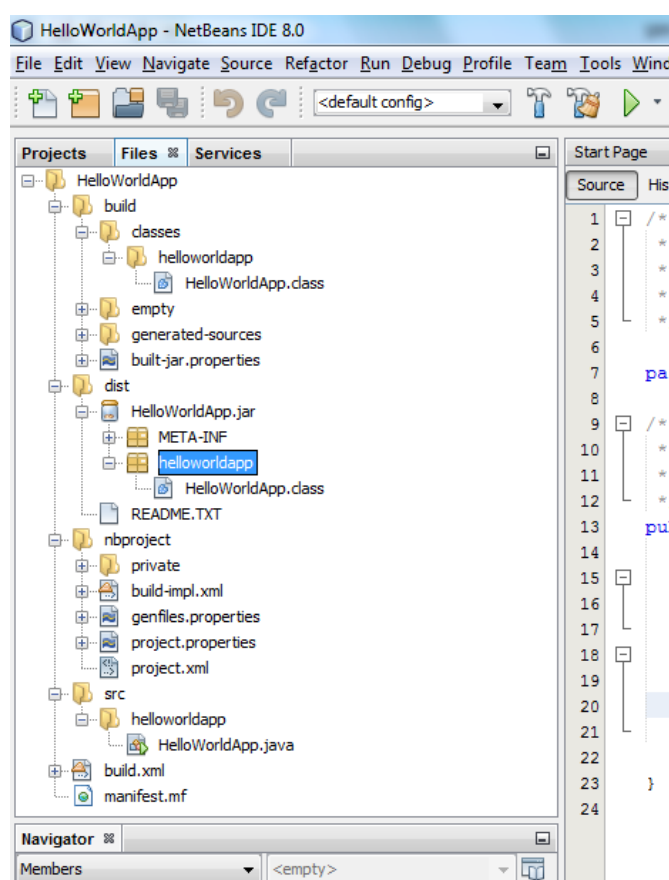 HelloWorldApp - NetBeans IDE 8.0
File Edit View Navigate Source Refactor Run Debug Profile Team Tools Wind
<default config>
Projects Files Services
HelloWorldApp
build
classes
helloworldapp
HelloWorldApp.class
empty
generated-sources
built-jar.properties
dist
HelloWorldApp.jar
META-INF
helloworldapp
HelloWorldApp.class
README.TXT
nbproject
private
build-impl.xml
genfiles.properties
project.properties
project.xml
src
helloworldapp
HelloWorldApp.java
build.xml
manifest.mf
Navigator
Members <empty>
Start Page
Source His
1 /*
2 *
3 *
4 *
5 *
6
7 pa
8
9 /*
10 *
11 *
12 *
13 pu
14
15
16
17
18
19
20
21
22
23 }
24